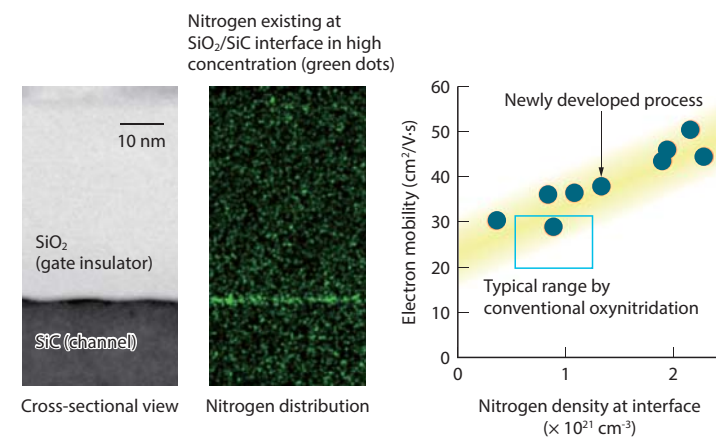 Nitrogen existing at
SiO₂/SiC interface in high
concentration (green dots)
10 nm
SiO₂
(gate insulator)
SiC (channel)
Cross-sectional view
Nitrogen distribution
Electron mobility (cm²/V·s)
60
50
40
30
20
10
0
Newly developed process
Typical range by
conventional oxynitridation
0
1
2
Nitrogen density at interface
(× 10²¹ cm⁻³)